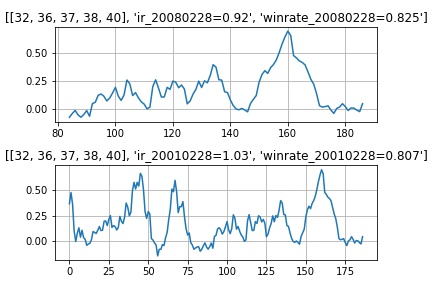 [[32, 36, 37, 38, 40], 'ir_20080228=0.92', 'winrate_20080228=0.825']
0.50
0.25
0.00
80 100 120 140 160 180
[[32, 36, 37, 38, 40], 'ir_20010228=1.03', 'winrate_20010228=0.807']
0.50
0.25
0.00
0 25 50 75 100 125 150 175